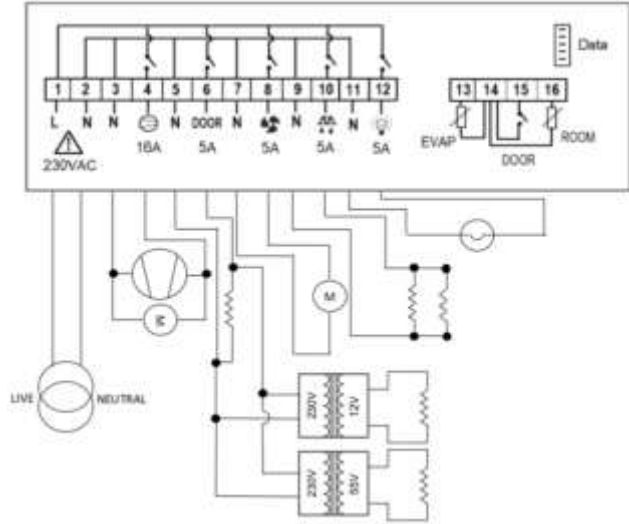 Data
1 2 3 4 5 6 7 8 9 10 11 12
13 14 15 16
L N N N DOOR N N N
16A 5A 5A 5A 5A
230VAC
EVAP
ROOM
DOOR
M
M
LIVE
NEUTRAL
230V 12V
230V 55V